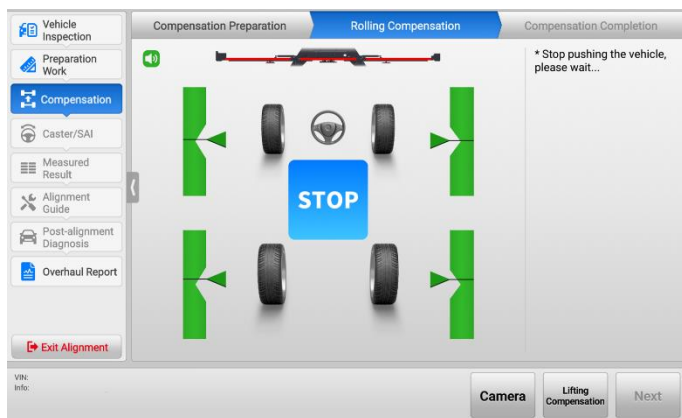 Vehicle
Inspection
Preparation
Work
Compensation
Caster/SAI
Measured
Result
Alignment
Guide
Post-alignment
Diagnosis
Overhaul Report
Exit Alignment
Compensation Preparation
Rolling Compensation
Compensation Completion
* Stop pushing the vehicle,
please wait...
STOP
VIN:
Info:
Camera
Lifting
Compensation
Next